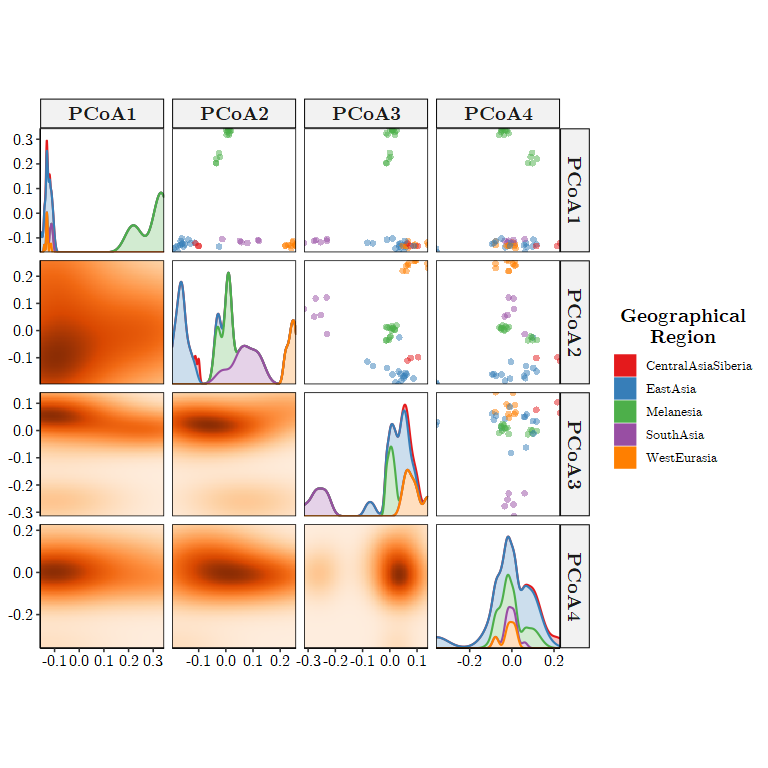 PCoA1 PCoA2 PCoA3 PCoA4
0.3
0.2
0.1
0.0
-0.1
PCoA1
0.2
0.1
0.0
-0.1
PCoA2
0.1
0.0
-0.1
-0.2
-0.3
PCoA3
0.2
0.0
-0.2
PCoA4
-0.1 0.0 0.1 0.2 0.3 -0.1 0.0 0.1 0.2 -0.3 -0.2 -0.1 0.0 0.1 -0.2 0.0 0.2
Geographical
Region
CentralAsiaSiberia
EastAsia
Melanesia
SouthAsia
WestEurasia